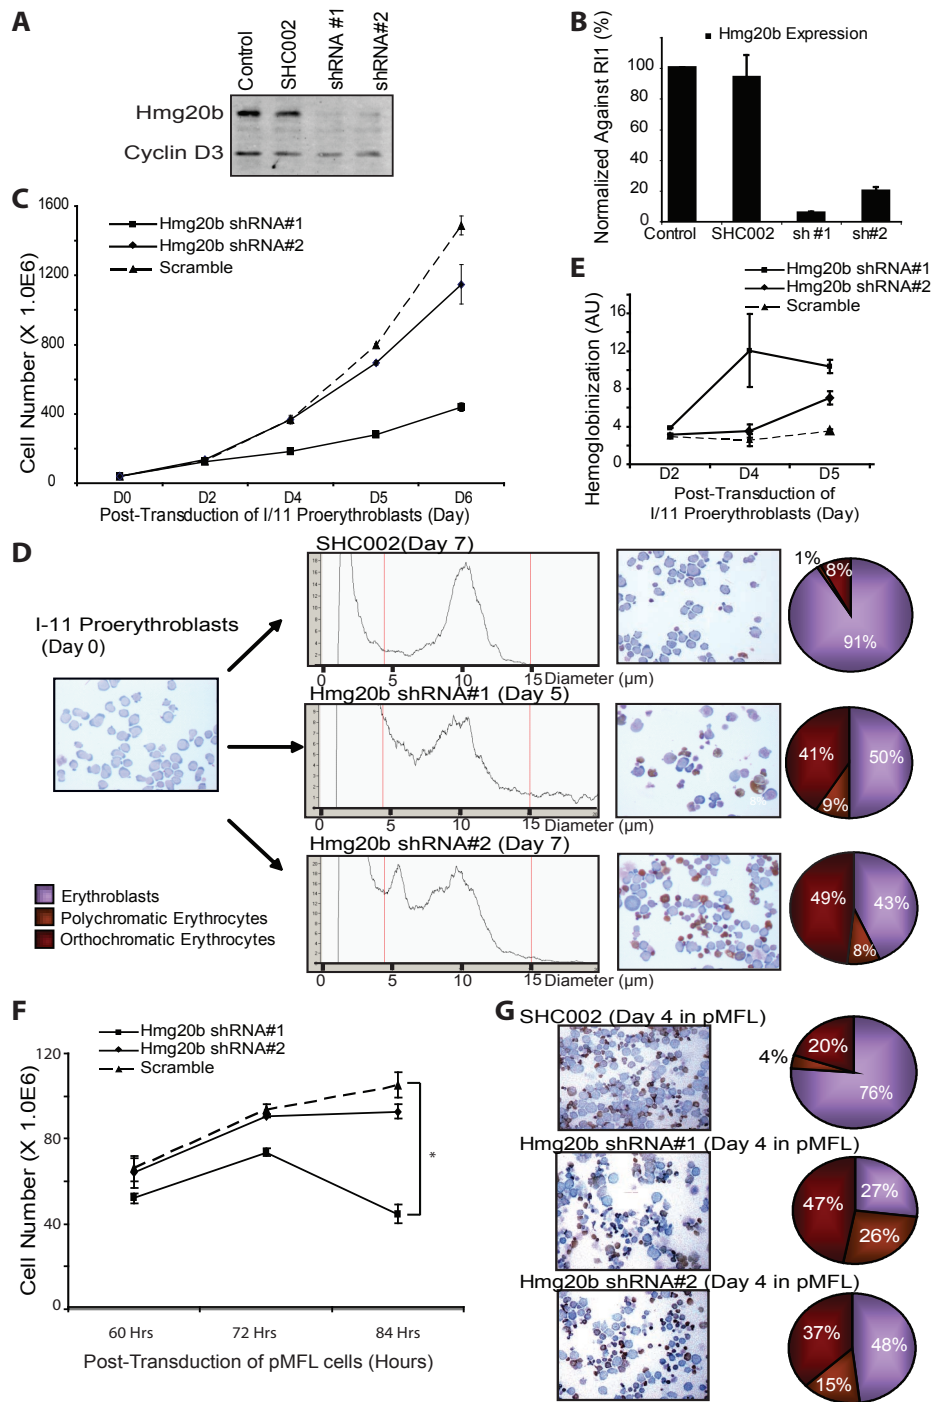 A
Control
SHC002
shRNA #1
shRNA#2
Hmg20b
Cyclin D3
B
Hmg20b Expression
Normalized Against RI1 (%)
100
80
60
40
20
0
Control
SHC002
sh #1
sh#2
C
Hmg20b shRNA#1
Hmg20b shRNA#2
Scramble
Cell Number (X 1.0E6)
1600
1200
800
400
0
D0
D2
D4
D5
D6
Post-Transduction of I/11 Proerythroblasts (Day)
E
Hmg20b shRNA#1
Hmg20b shRNA#2
Scramble
Hemoglobinization (AU)
16
12
8
4
0
D2
D4
D5
Post-Transduction of
I/11 Proerythroblasts (Day)
D
I-11 Proerythroblasts
(Day 0)
SHC002(Day 7)
0
5
10
15
Diameter (µm)
1%
8%
91%
Hmg20b shRNA#1 (Day 5)
0
5
10
15
Diameter (µm)
41%
50%
9%
Hmg20b shRNA#2 (Day 7)
0
5
10
15
Diameter (µm)
49%
43%
8%
Erythroblasts
Polychromatic Erythrocytes
Orthochromatic Erythrocytes
F
Hmg20b shRNA#1
Hmg20b shRNA#2
Scramble
Cell Number (X 1.0E6)
120
80
40
0
*
60 Hrs
72 Hrs
84 Hrs
Post-Transduction of pMFL cells (Hours)
G
SHC002 (Day 4 in pMFL)
4%
20%
76%
Hmg20b shRNA#1 (Day 4 in pMFL)
47%
27%
26%
Hmg20b shRNA#2 (Day 4 in pMFL)
37%
48%
15%